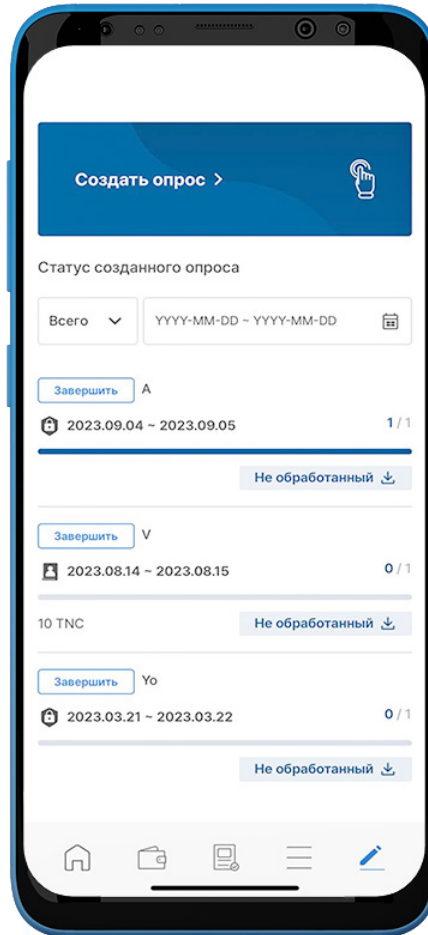 Создать опрос >
Статус созданного опроса
Всего YYYY-MM-DD ~ YYYY-MM-DD
Завершить A
2023.09.04 ~ 2023.09.05 1 / 1
Не обработанный
Завершить V
2023.08.14 ~ 2023.08.15 0 / 1
10 TNC Не обработанный
Завершить Yo
2023.03.21 ~ 2023.03.22 0 / 1
Не обработанный